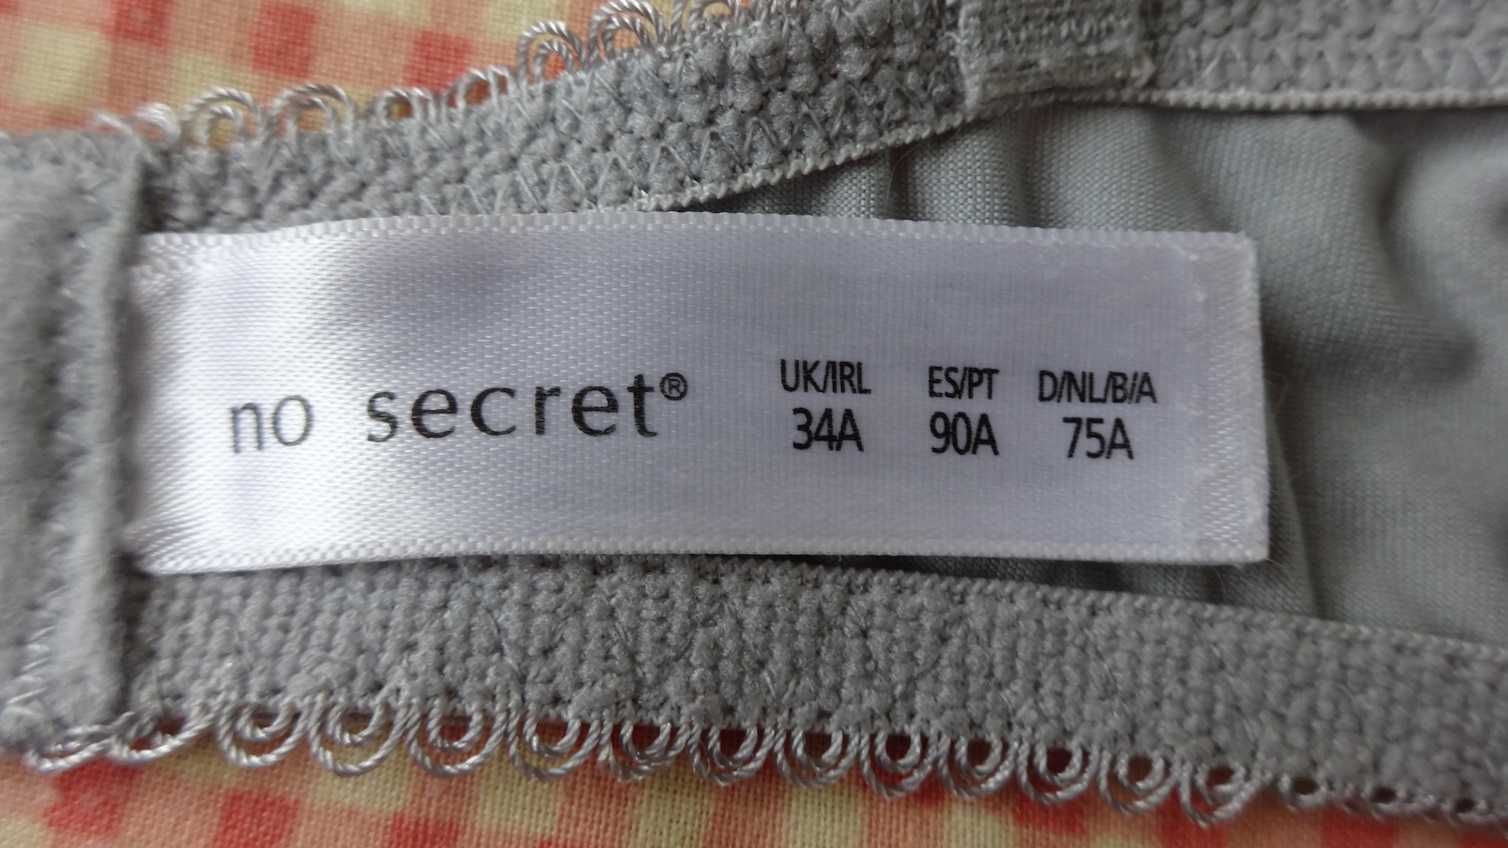 no secret®
UK/IRL ES/PT D/NL/B/A
34A 90A 75A